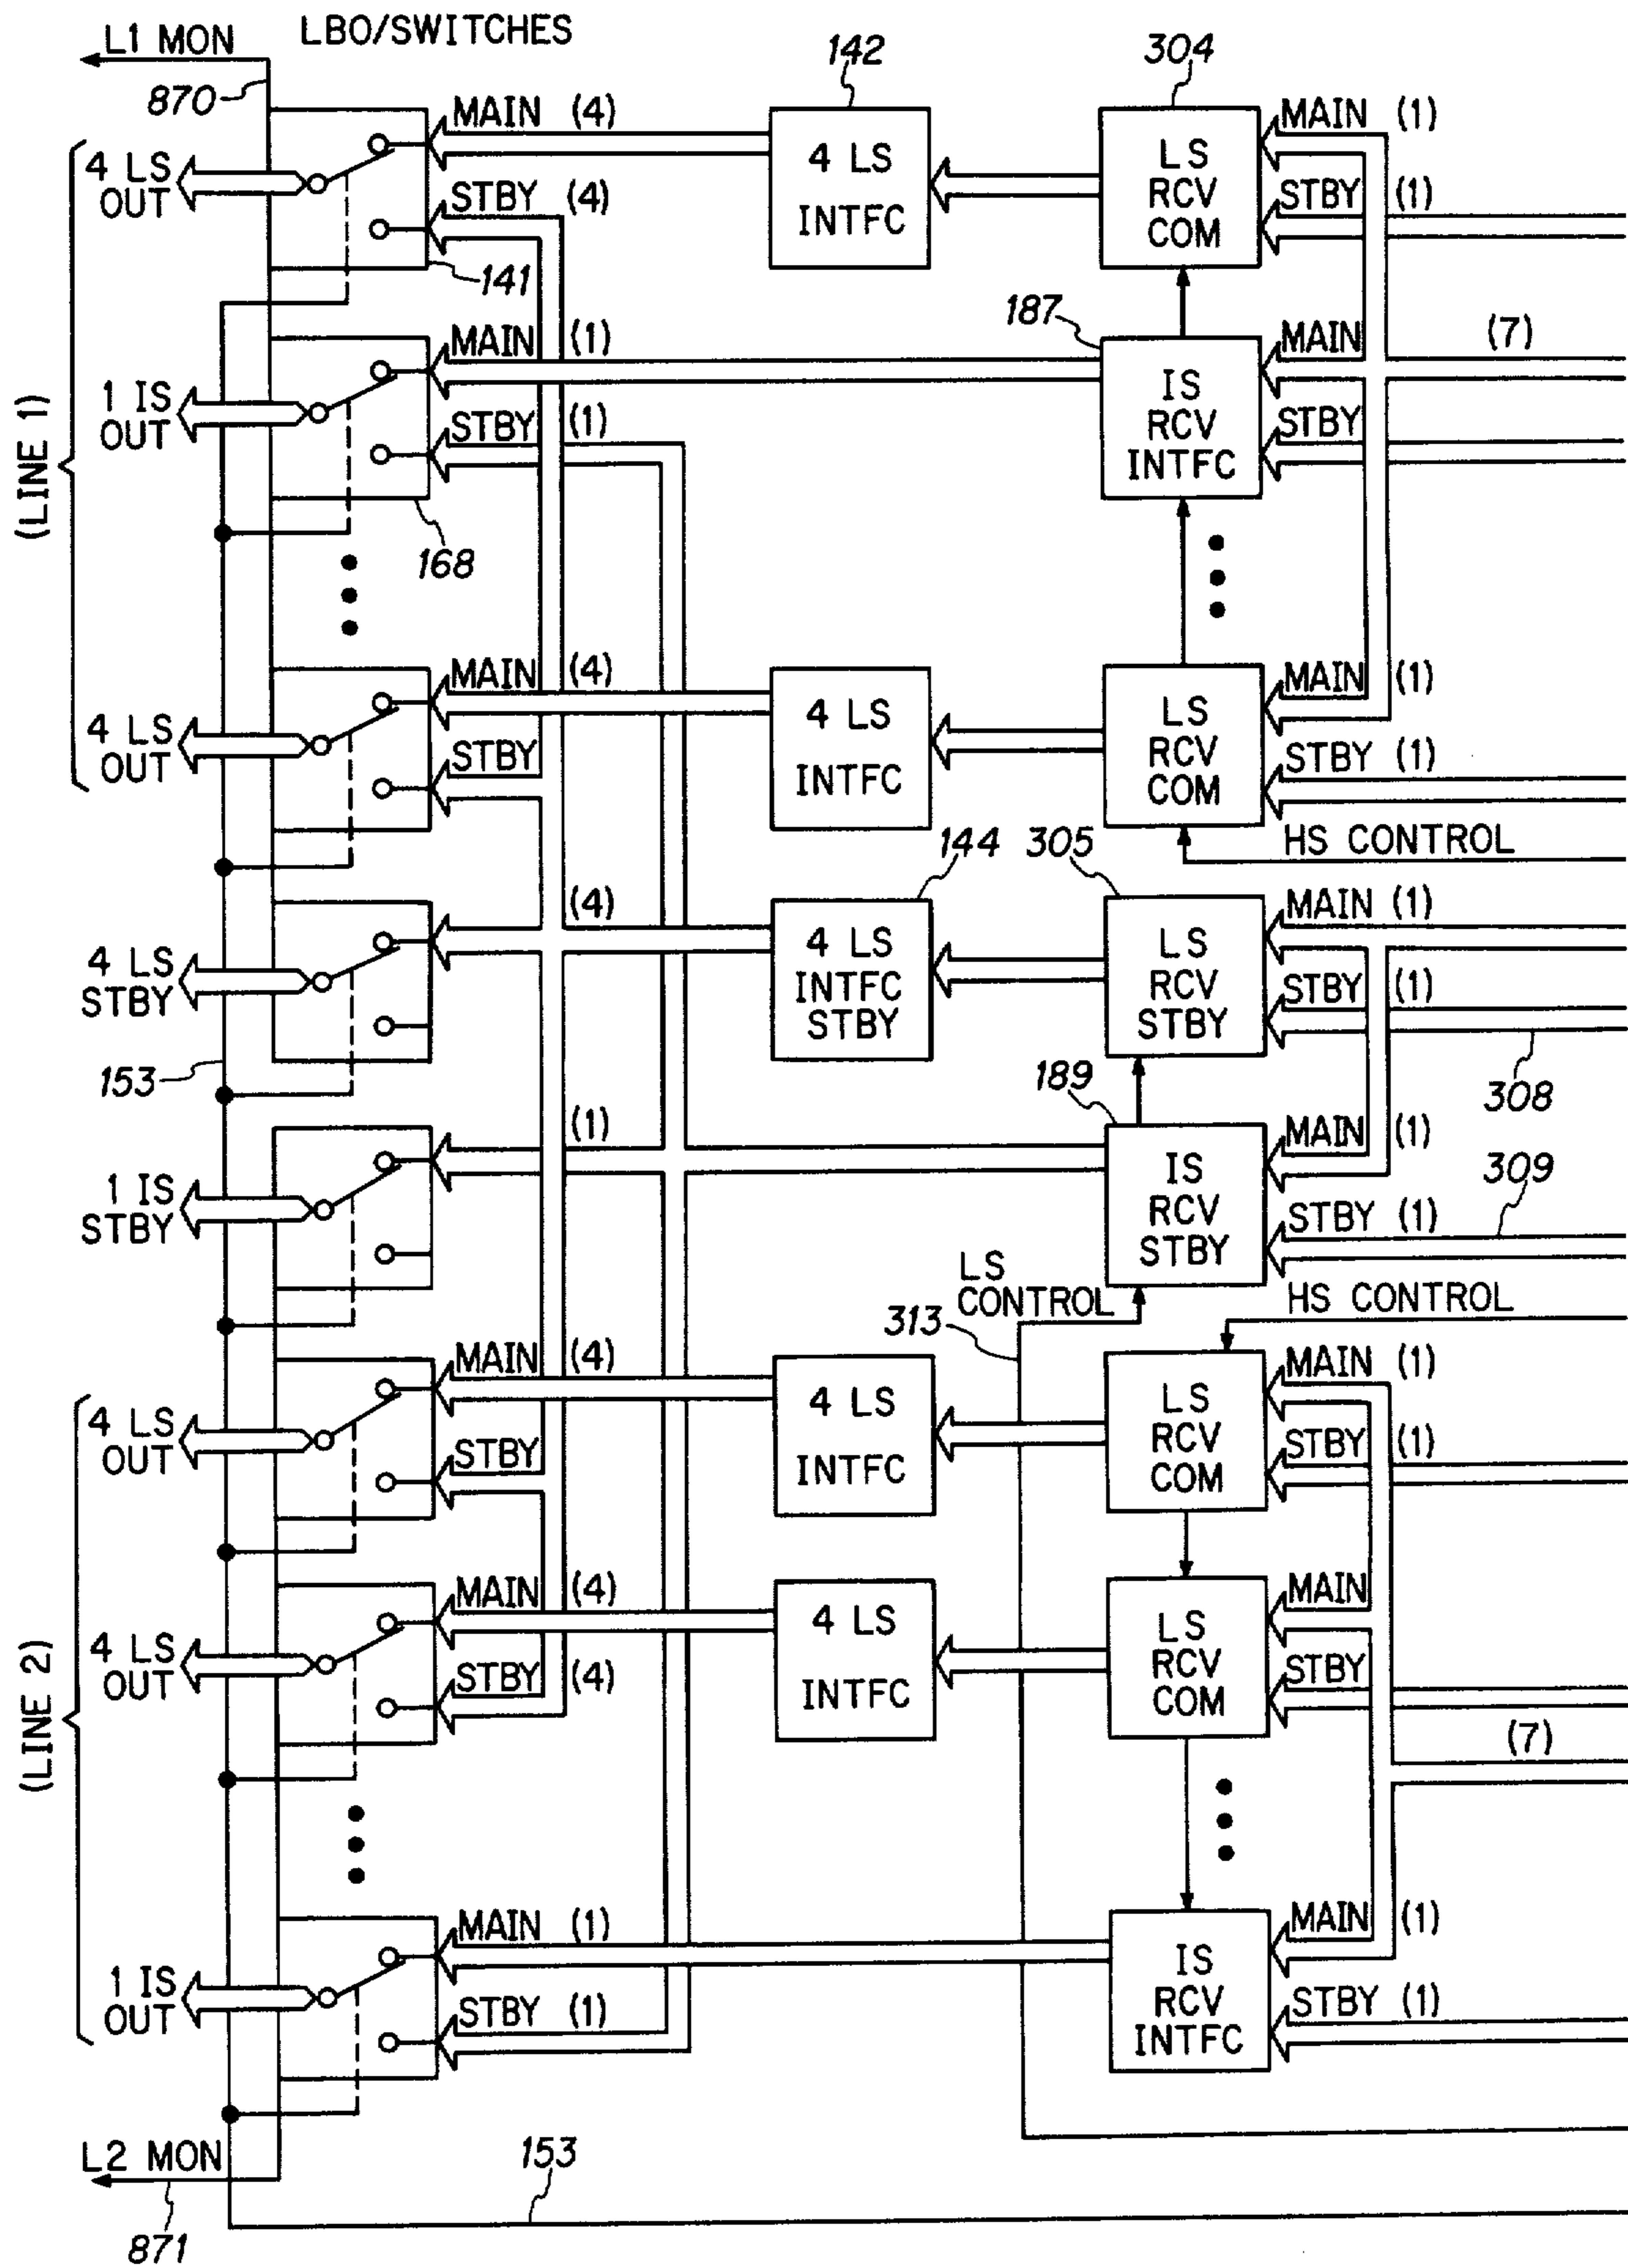 L1 MON
LBO/SWITCHES
870
142
304
MAIN (4)
MAIN (1)
4 LS
OUT
STBY (4)
4 LS
INTFC
LS
RCV
COM
STBY (1)
141
187
MAIN (1)
MAIN (7)
1 IS
OUT
STBY (1)
IS
RCV
INTFC
STBY
(LINE 1)
168
MAIN (4)
MAIN (1)
4 LS
OUT
STBY
4 LS
INTFC
LS
RCV
COM
STBY (1)
HS CONTROL
144
305
(4)
MAIN (1)
4 LS
STBY
4 LS
INTFC
STBY
LS
RCV
STBY
STBY (1)
153
308
189
(1)
MAIN (1)
1 IS
STBY
IS
RCV
STBY
309
STBY (1)
LS
CONTROL
HS CONTROL
313
MAIN (4)
MAIN (1)
4 LS
OUT
STBY
4 LS
INTFC
LS
RCV
COM
STBY (1)
MAIN (4)
MAIN
4 LS
OUT
STBY (4)
4 LS
INTFC
LS
RCV
COM
STBY
(LINE 2)
(7)
MAIN (1)
MAIN (1)
1 IS
OUT
STBY (1)
IS
RCV
INTFC
STBY (1)
L2 MON
153
871